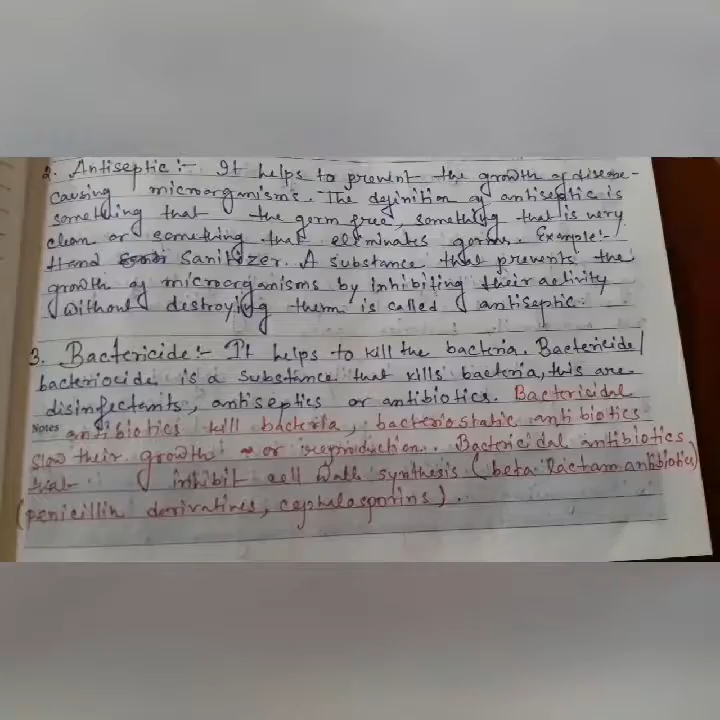 2. Antiseptic :- It helps to prevent the growth of disease-
causing microorganisms. The definition of antiseptic is
something that the germ free, something that is very
clean or something that eliminates germs. Example:-
Hand Sanitizer. A substance that prevents the
growth of microorganisms by inhibiting their activity
without destroying them is called antiseptic.
3. Bactericide :- It helps to kill the bacteria. Bactericide/
bacteriocide is a substance that kills bacteria, this are
disinfectants, antiseptics or antibiotics. Bactericidal
Notes antibiotics kill bacteria, bacteriostatic antibiotics
slow their growth or reproduction. Bactericidal antibiotics
that inhibit cell wall synthesis (beta lactam antibiotics)
(penicillin derivatives, cephalosporins).